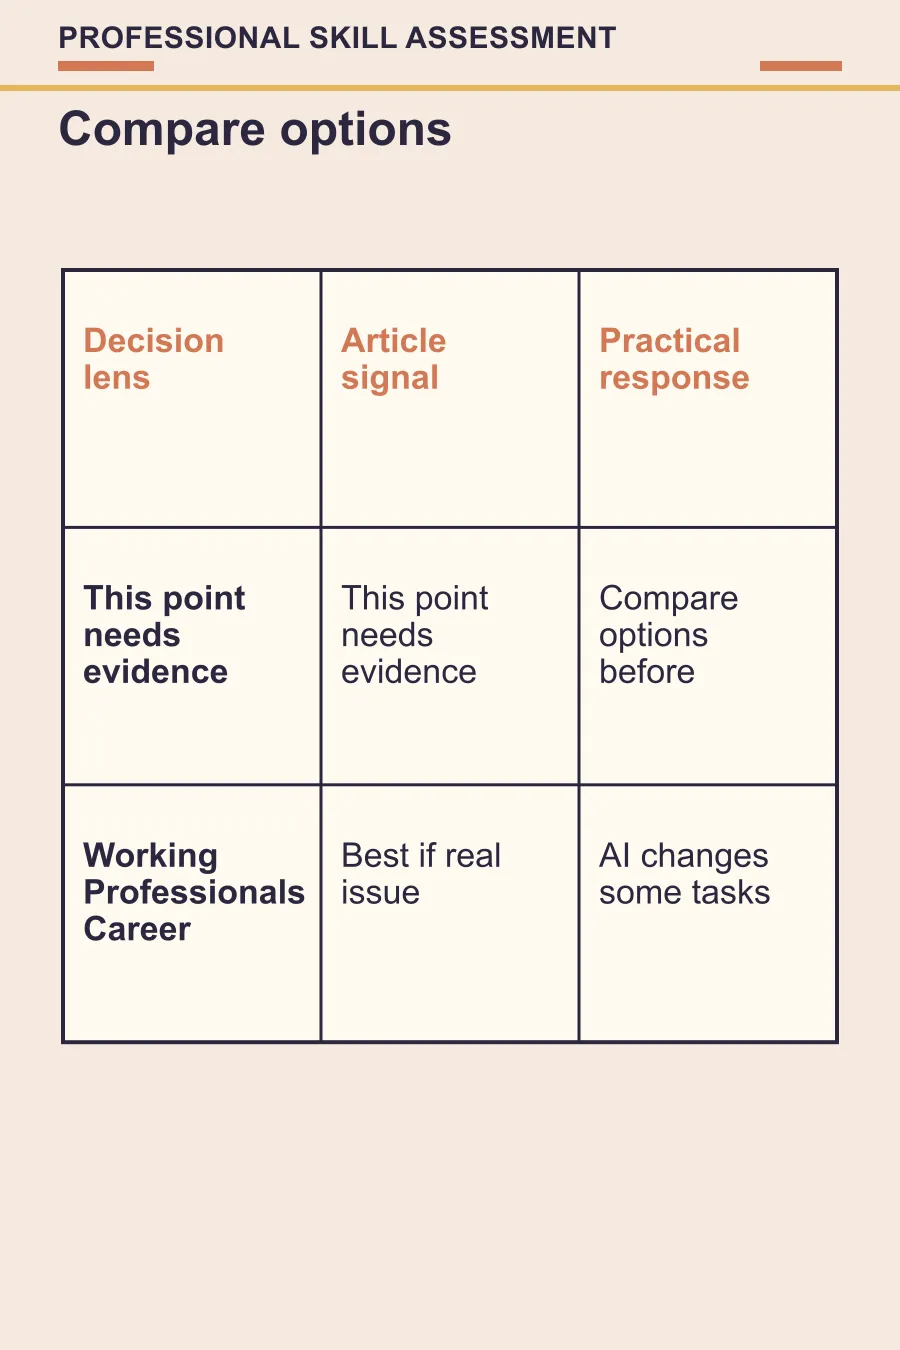 PROFESSIONAL SKILL ASSESSMENT
Compare options
Decision
lens
Article
signal
Practical
response
This point
needs
evidence
This point
needs
evidence
Compare
options
before
Working
Professionals
Career
Best if real
issue
AI changes
some tasks